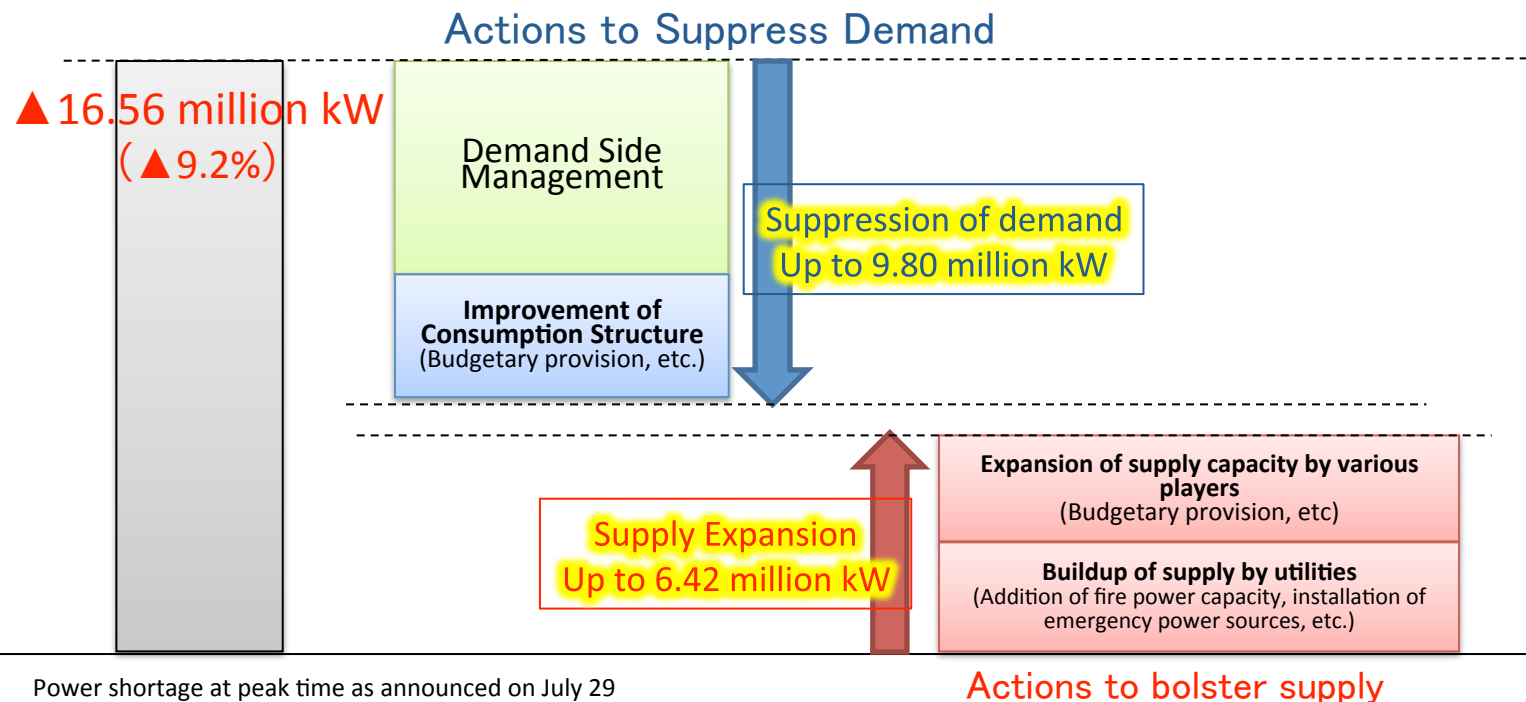 Actions to Suppress Demand
▲16.56 million kW
(▲9.2%)
Demand Side
Management
Suppression of demand
Up to 9.80 million kW
Improvement of
Consumption Structure
(Budgetary provision, etc.)
Expansion of supply capacity by various
players
(Budgetary provision, etc)
Supply Expansion
Up to 6.42 million kW
Buildup of supply by utilities
(Addition of fire power capacity, installation of
emergency power sources, etc.)
Power shortage at peak time as announced on July 29
Actions to bolster supply